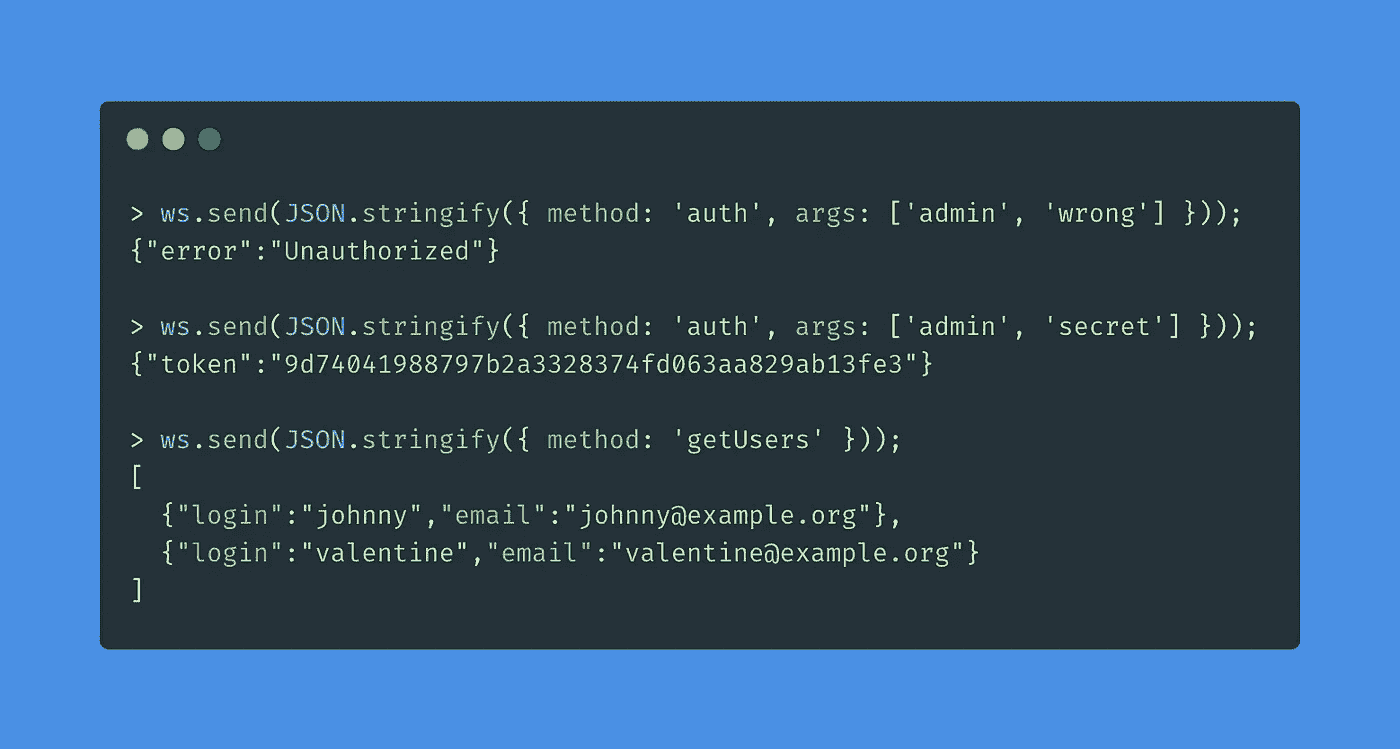 > ws.send(JSON.stringify({ method: 'auth', args: ['admin', 'wrong'] }));
{"error":"Unauthorized"}
> ws.send(JSON.stringify({ method: 'auth', args: ['admin', 'secret'] }));
{"token":"9d74041988797b2a3328374fd063aa829ab13fe3"}
> ws.send(JSON.stringify({ method: 'getUsers' }));
[
{"login":"johnny","email":"johnny@example.org"},
{"login":"valentine","email":"valentine@example.org"}
]